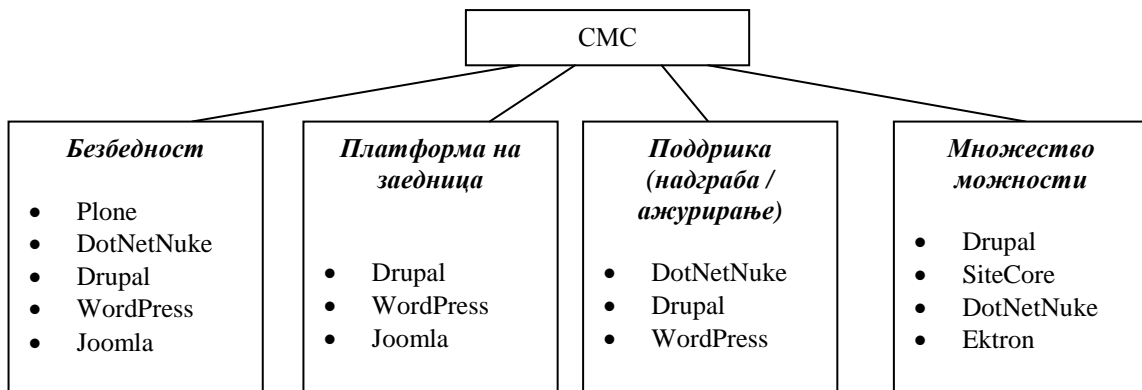 СМС
Безбедност
• Plone
• DotNetNuke
• Drupal
• WordPress
• Joomla
Платформа на
заедница
• Drupal
• WordPress
• Joomla
Поддршка
(надграба /
ажурирање)
• DotNetNuke
• Drupal
• WordPress
Множество
можности
• Drupal
• SiteCore
• DotNetNuke
• Ektron